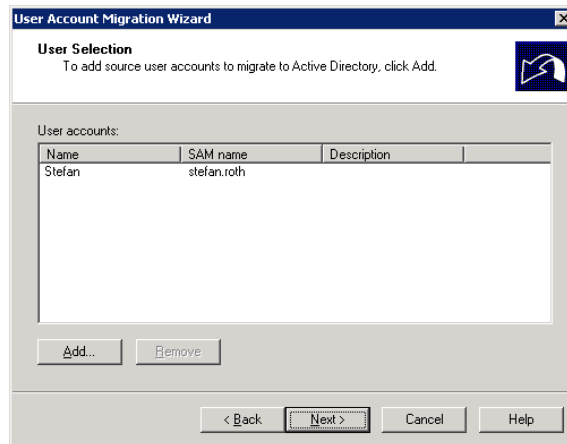 User Account Migration Wizard
User Selection
To add source user accounts to migrate to Active Directory, click Add.
User accounts:
Name SAM name Description
Stefan stefan.roth
Add... Remove
< Back Next > Cancel Help